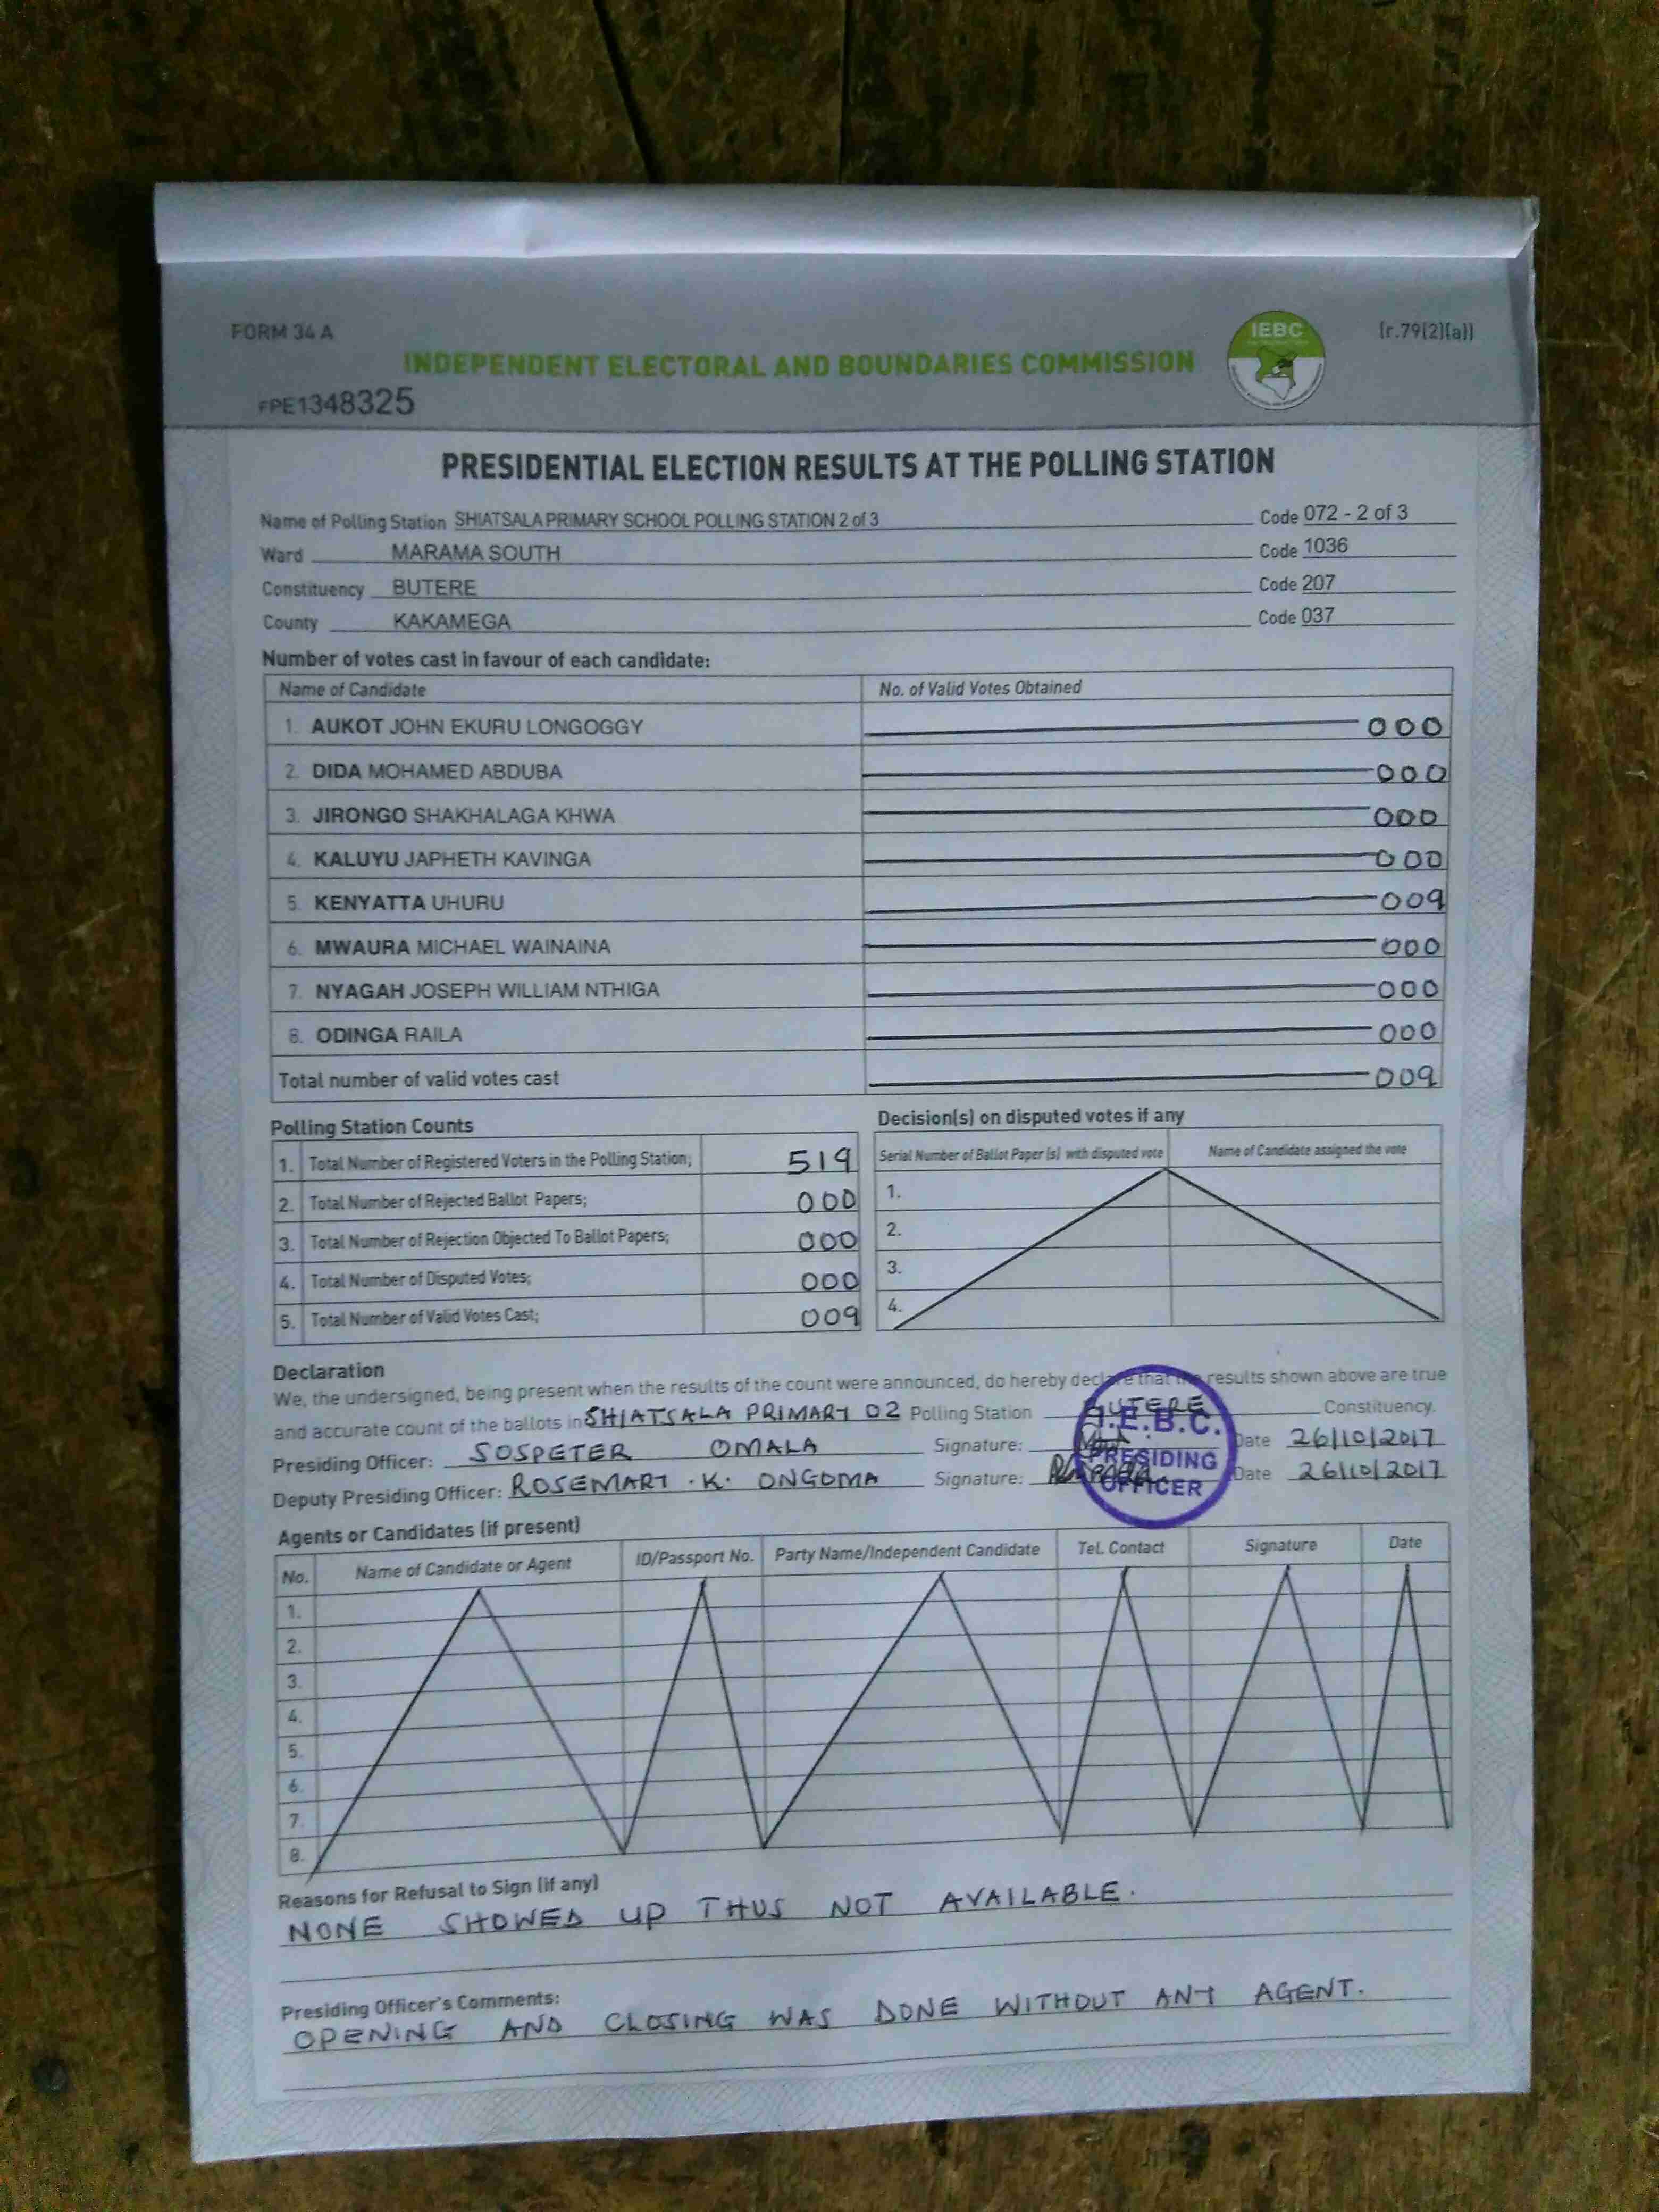 FORM 34 A
IEBC
(r.79(2)(a))
INDEPENDENT ELECTORAL AND BOUNDARIES COMMISSION
FPE1348325
PRESIDENTIAL ELECTION RESULTS AT THE POLLING STATION
Name of Polling Station SHIATSALA PRIMARY SCHOOL POLLING STATION 2 of 3 Code 072 - 2 of 3
Ward MARAMA SOUTH Code 1036
Constituency BUTERE Code 207
County KAKAMEGA Code 037
Number of votes cast in favour of each candidate:
Name of Candidate No. of Valid Votes Obtained
1. AUKOT JOHN EKURU LONGOGGY 000
2. DIDA MOHAMED ABDUBA 000
3. JIRONGO SHAKHALAGA KHWA 000
4. KALUYU JAPHETH KAVINGA 000
5. KENYATTA UHURU 009
6. MWAURA MICHAEL WAINAINA 000
7. NYAGAH JOSEPH WILLIAM NTHIGA 000
8. ODINGA RAILA 000
Total number of valid votes cast 009
Polling Station Counts
1. Total Number of Registered Voters in the Polling Station; 519
2. Total Number of Rejected Ballot Papers; 000
3. Total Number of Rejection Objected To Ballot Papers; 000
4. Total Number of Disputed Votes; 000
5. Total Number of Valid Votes Cast; 009
Decision(s) on disputed votes if any
Serial Number of Ballot Paper (s) with disputed vote Name of Candidate assigned the vote
1.
2.
3.
4.
Declaration
We, the undersigned, being present when the results of the count were announced, do hereby declare that the results shown above are true
and accurate count of the ballots in SHIATSALA PRIMARY 02 Polling Station BUTERE Constituency.
Presiding Officer: SOSPETER OMALA Signature: Date 26/10/2017
Deputy Presiding Officer: ROSEMARY .K. ONGOMA Signature: Date 26/10/2017
I.E.B.C.
PRESIDING
OFFICER
Agents or Candidates (if present)
No. Name of Candidate or Agent ID/Passport No. Party Name/Independent Candidate Tel. Contact Signature Date
1.
2.
3.
4.
5.
6.
7.
8.
Reasons for Refusal to Sign (if any)
NONE SHOWED UP THUS NOT AVAILABLE.
Presiding Officer's Comments:
OPENING AND CLOSING WAS DONE WITHOUT ANY AGENT.